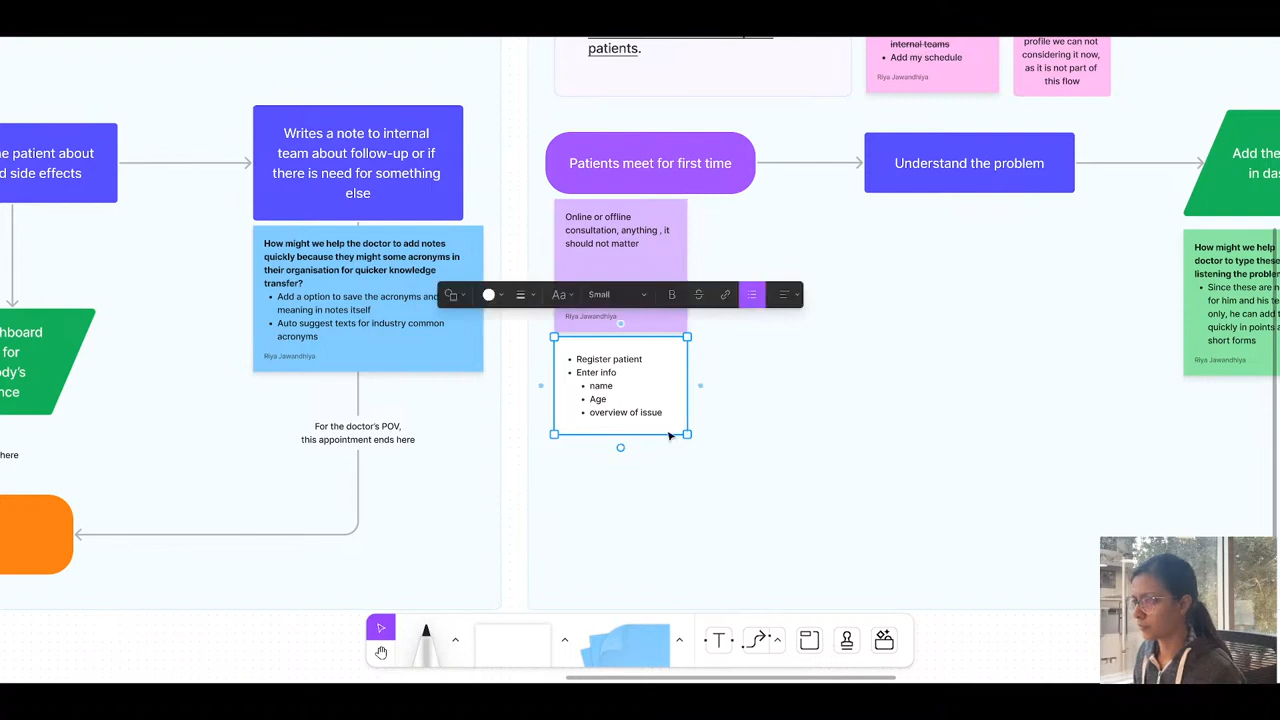 patients.
internal teams
Add my schedule
Riya Jawandhiya
profile we can not
considering it now,
as it is not part of
this flow
e patient about
d side effects
Writes a note to internal
team about follow-up or if
there is need for something
else
Patients meet for first time
Understand the problem
Add the
in das
Online or offline
consultation, anything , it
should not matter
Riya Jawandhiya
How might we help the doctor to add notes
quickly because they might some acronyms in
their organisation for quicker knowledge
transfer?
Add a option to save the acronyms and
meaning in notes itself
Auto suggest texts for industry common
acronyms
Riya Jawandhiya
Aa
Small
B
S
How might we help
doctor to type these
listening the problem
Since these are n
for him and his te
only, he can add
quickly in points a
short forms
Riya Jawandhiya
hboard
for
ody's
nce
Register patient
Enter info
name
Age
overview of issue
For the doctor's POV,
this appointment ends here
here
T